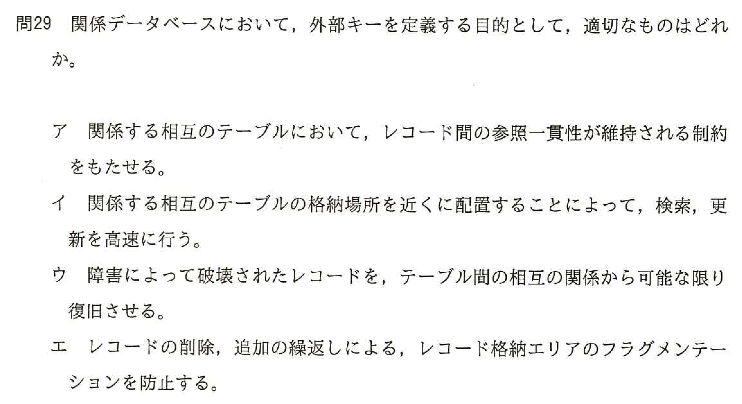 問29 関係データベースにおいて，外部キーを定義する目的として，適切なものはどれ
か。
ア 関係する相互のテーブルにおいて，レコード間の参照一貫性が維持される制約
をもたせる。
イ 関係する相互のテーブルの格納場所を近くに配置することによって，検索，更
新を高速に行う。
ウ 障害によって破壊されたレコードを，テーブル間の相互の関係から可能な限り
復旧させる。
エ レコードの削除，追加の繰返しによる，レコード格納エリアのフラグメンテー
ションを防止する。